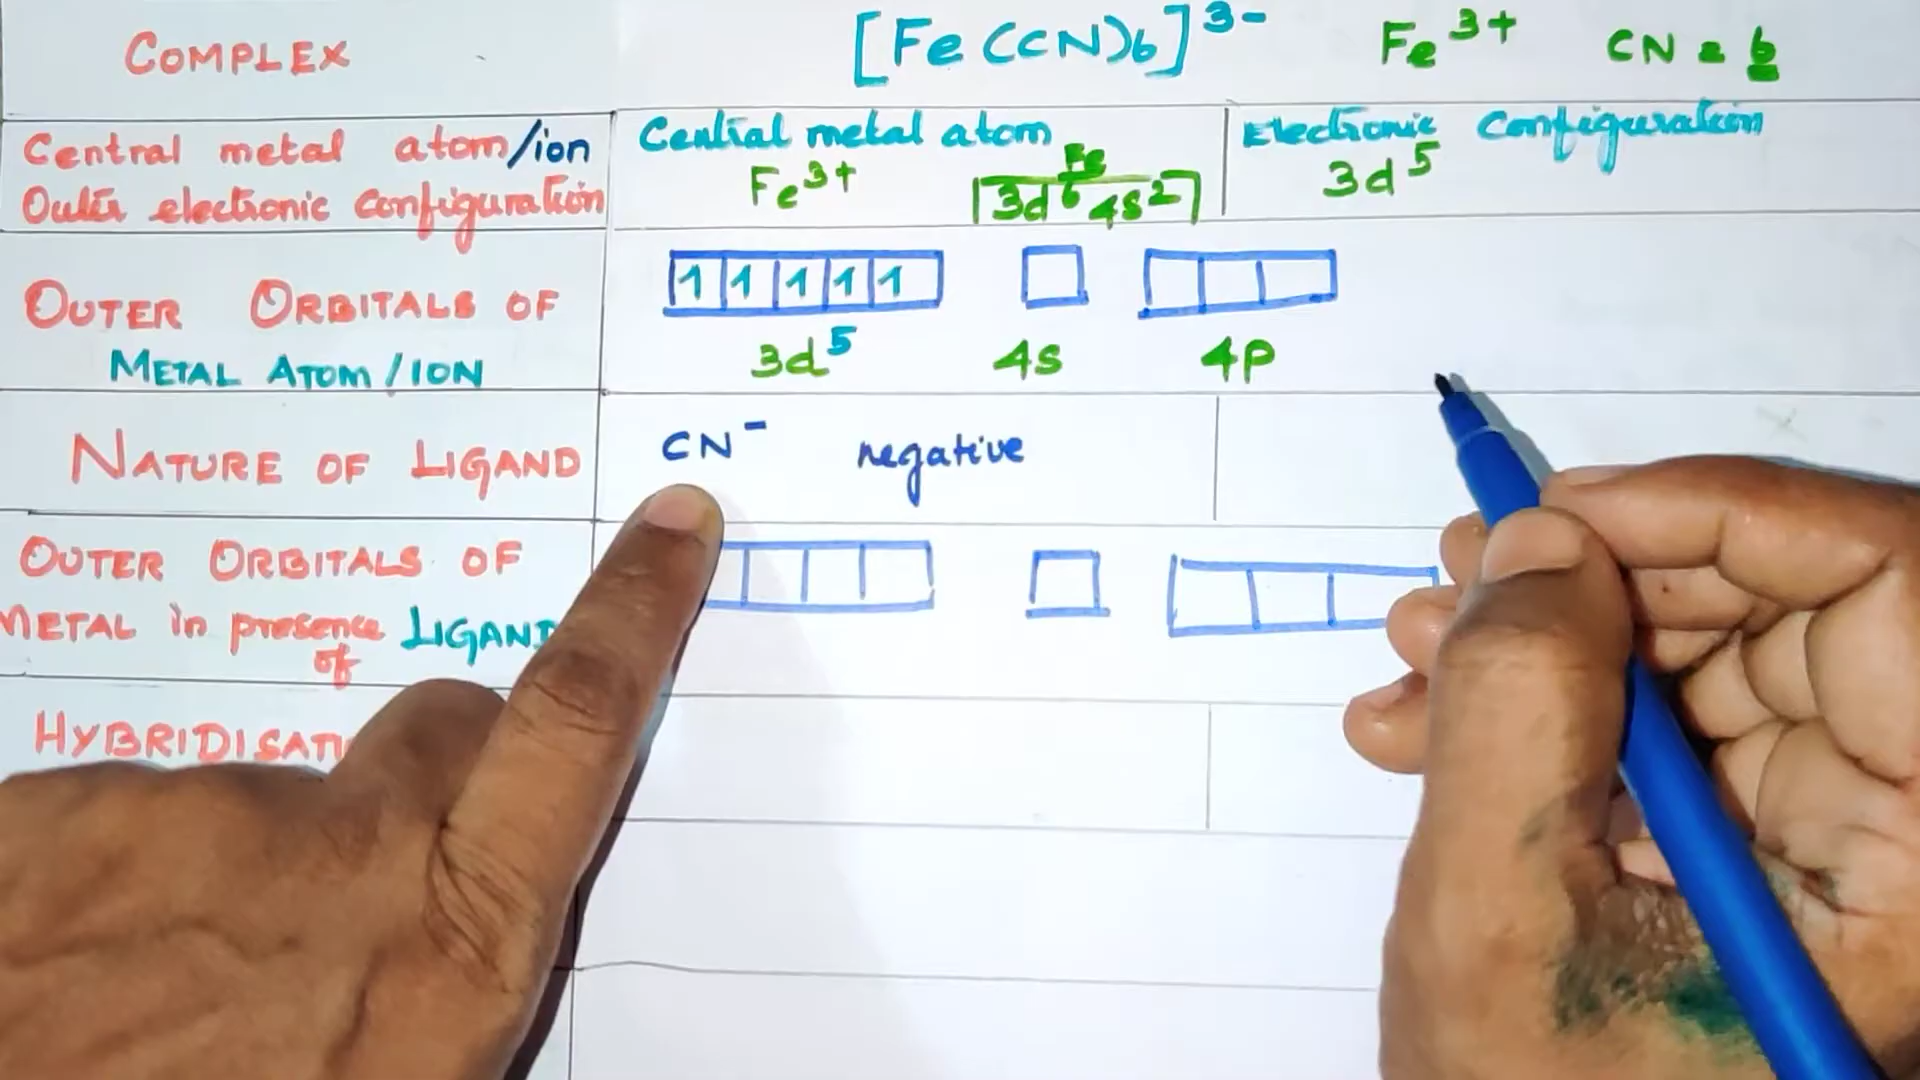 COMPLEX
[Fe(CN)6]3-
Fe3+
CN = 6
Central metal atom/ion
Outer electronic configuration
Central metal atom
Fe3+
Fe
3d6 4s2
Electronic Configuration
3d5
OUTER ORBITALS OF
METAL ATOM/ION
1 1 1 1 1
3d5
4s
4p
NATURE OF LIGAND
CN-
negative
OUTER ORBITALS OF
METAL in presence of LIGAND